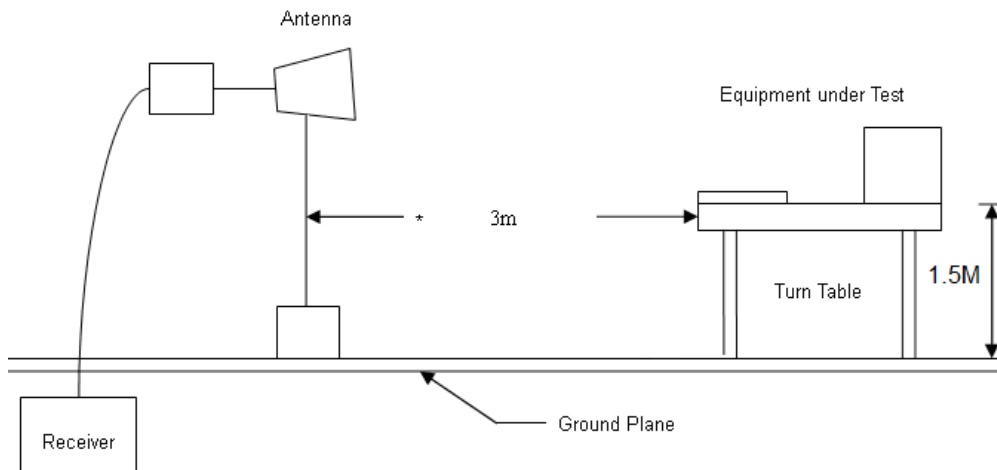 Antenna
Equipment under Test
* 3m
Turn Table
1.5M
Ground Plane
Receiver